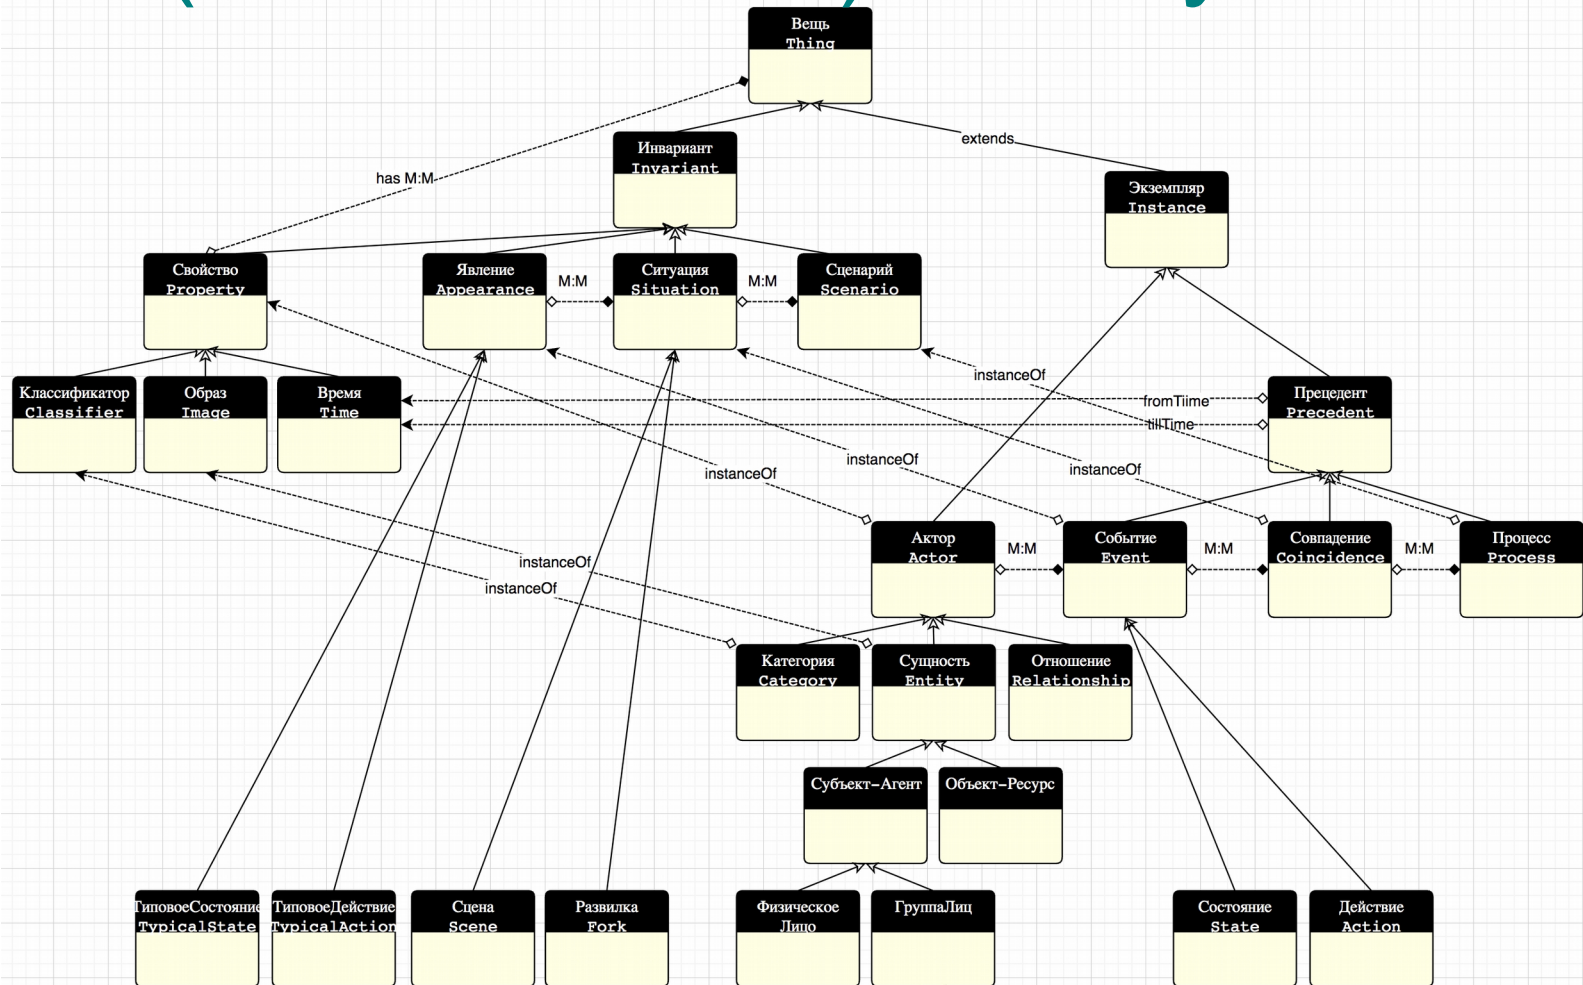 Вещь
Thing
extends
Инвариант
Invariant
has M:M
Экземпляр
Instance
Свойство
Property
Явление
Appearance
M:M
Ситуация
Situation
M:M
Сценарий
Scenario
instanceOf
Классификатор
Classifier
Образ
Image
Время
Time
fromTiime
tillTime
Прецедент
Precedent
instanceOf
instanceOf
instanceOf
Актор
Actor
M:M
Событие
Event
M:M
Совпадение
Coincidence
M:M
Процесс
Process
instanceOf
instanceOf
Категория
Category
Сущность
Entity
Отношение
Relationship
Субъект-Агент
Объект-Ресурс
ТиповоеСостояние
TypicalState
ТиповоеДействие
TypicalAction
Сцена
Scene
Развилка
Fork
Физическое
Лицо
ГруппаЛиц
Состояние
State
Действие
Action